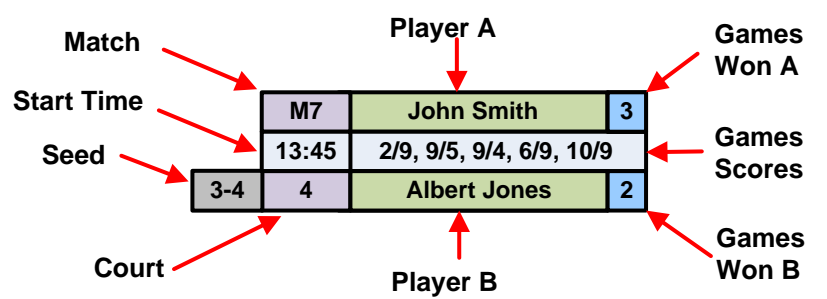 Player A
Match
Games
Won A
Start Time
M7 John Smith 3
13:45 2/9, 9/5, 9/4, 6/9, 10/9
Games
Scores
Seed
3-4 4 Albert Jones 2
Court
Player B
Games
Won B